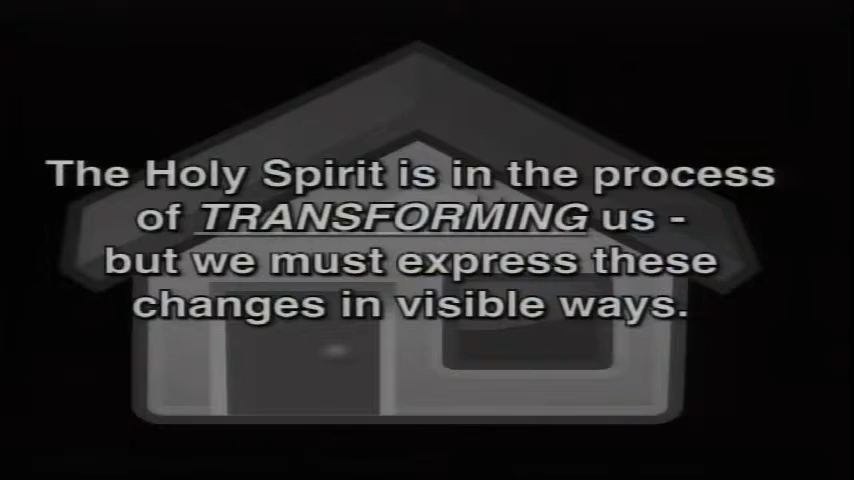 The Holy Spirit is in the process
of TRANSFORMING us -
but we must express these
changes in visible ways.